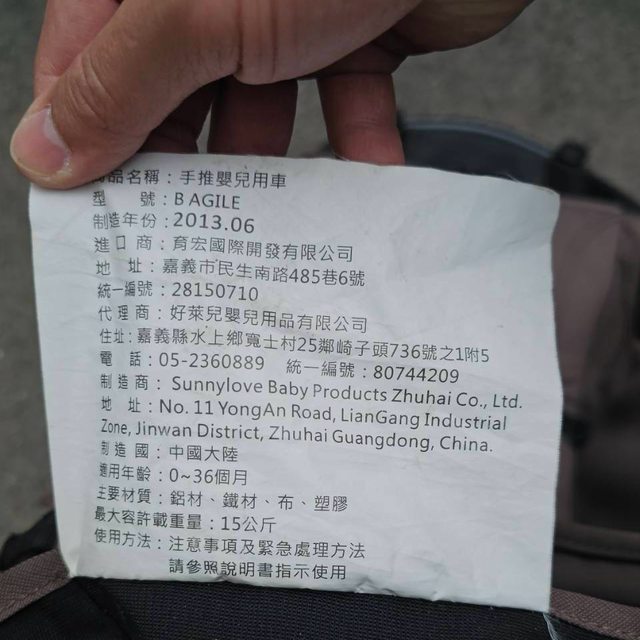 商品名稱：手推嬰兒用車
型 號：B AGILE
制造年份：2013.06
進口商：育宏國際開發有限公司
地 址：嘉義市民生南路485巷6號
統一編號：28150710
代理商：好萊兒嬰兒用品有限公司
住址：嘉義縣水上鄉寬士村25鄰崎子頭736號之1附5
電 話：05-2360889 統一編號：80744209
制造商：Sunnylove Baby Products Zhuhai Co., Ltd.
地 址：No. 11 YongAn Road, LianGang Industrial
Zone, Jinwan District, Zhuhai Guangdong, China.
制造國：中國大陸
適用年齡：0~36個月
主要材質：鋁材、鐵材、布、塑膠
最大容許載重量：15公斤
使用方法：注意事項及緊急處理方法
請參照說明書指示使用